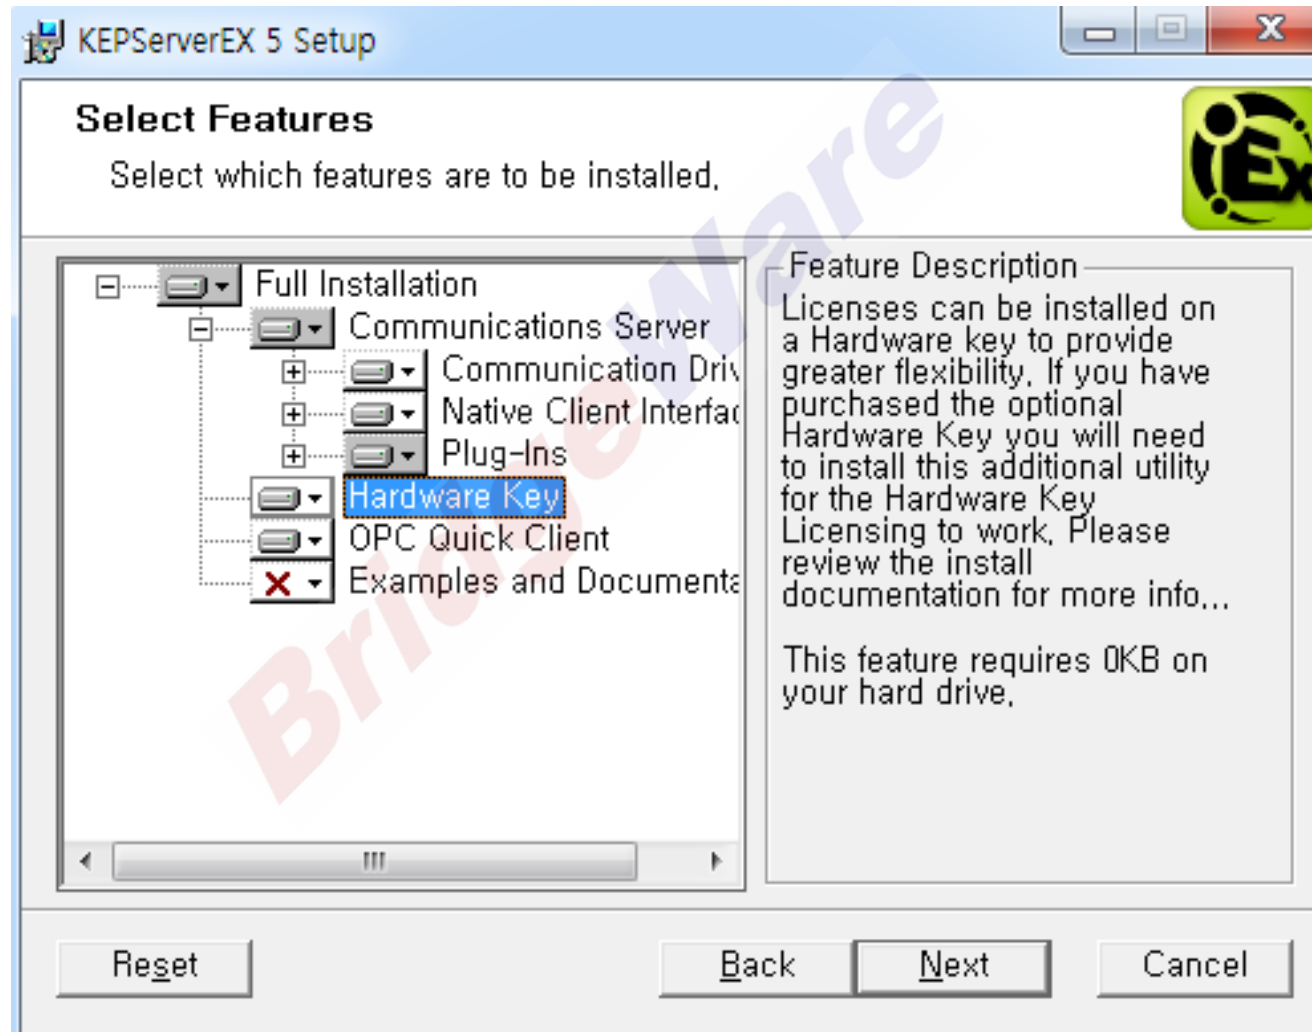 KEPServerEX 5 Setup
Select Features
Select which features are to be installed.
Ex
Full Installation
Communications Server
Communication Driv
Native Client Interfac
Plug-Ins
Hardware Key
OPC Quick Client
Examples and Documenta
Feature Description
Licenses can be installed on
a Hardware key to provide
greater flexibility. If you have
purchased the optional
Hardware Key you will need
to install this additional utility
for the Hardware Key
Licensing to work. Please
review the install
documentation for more info...
This feature requires 0KB on
your hard drive.
BridgeWare
Reset
Back
Next
Cancel